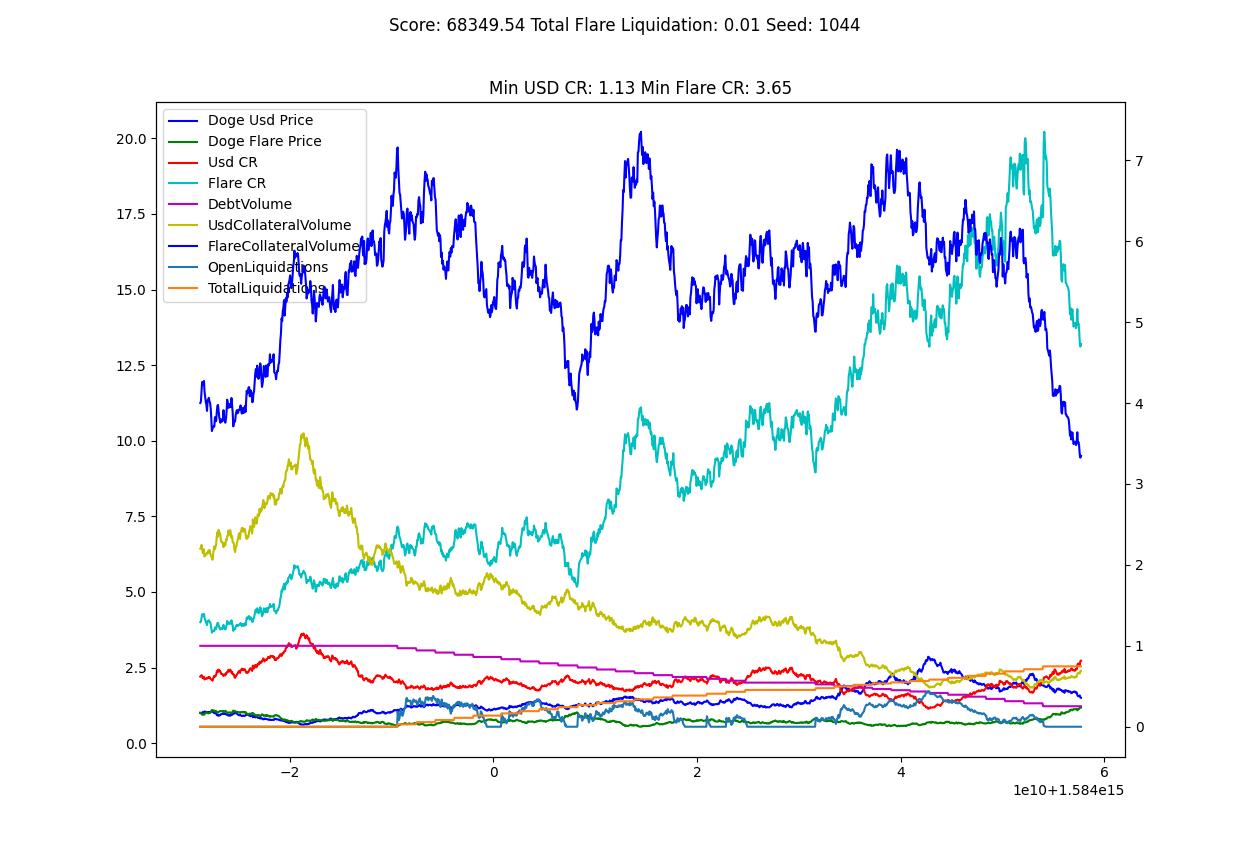 Score: 68349.54 Total Flare Liquidation: 0.01 Seed: 1044
Min USD CR: 1.13 Min Flare CR: 3.65
Doge Usd Price
Doge Flare Price
Usd CR
Flare CR
DebtVolume
UsdCollateralVolume
FlareCollateralVolume
OpenLiquidations
TotalLiquidations
20.0
17.5
15.0
12.5
10.0
7.5
5.0
2.5
0.0
7
6
5
4
3
2
1
0
−2
0
2
4
6
1e10+1.584e15